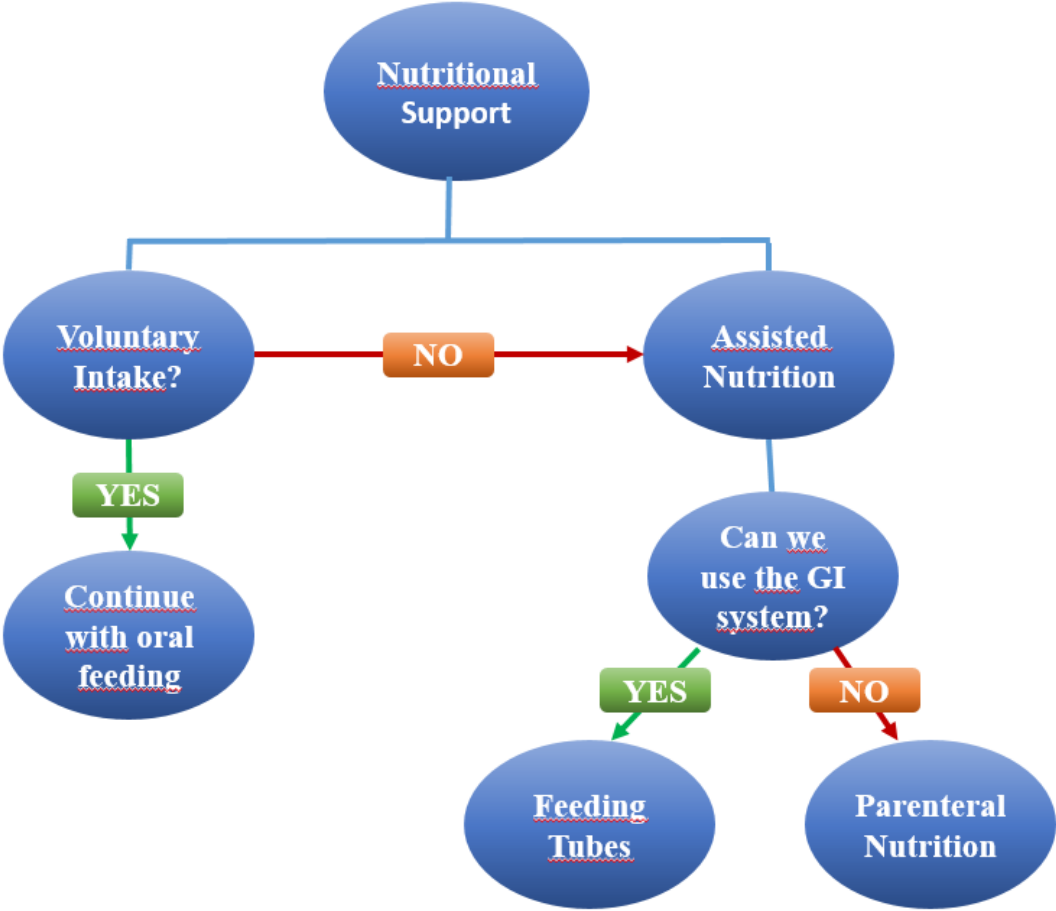 Nutritional
Support
Voluntary
Intake?
NO
Assisted
Nutrition
YES
Continue
with oral
feeding
Can we
use the GI
system?
YES
NO
Feeding
Tubes
Parenteral
Nutrition